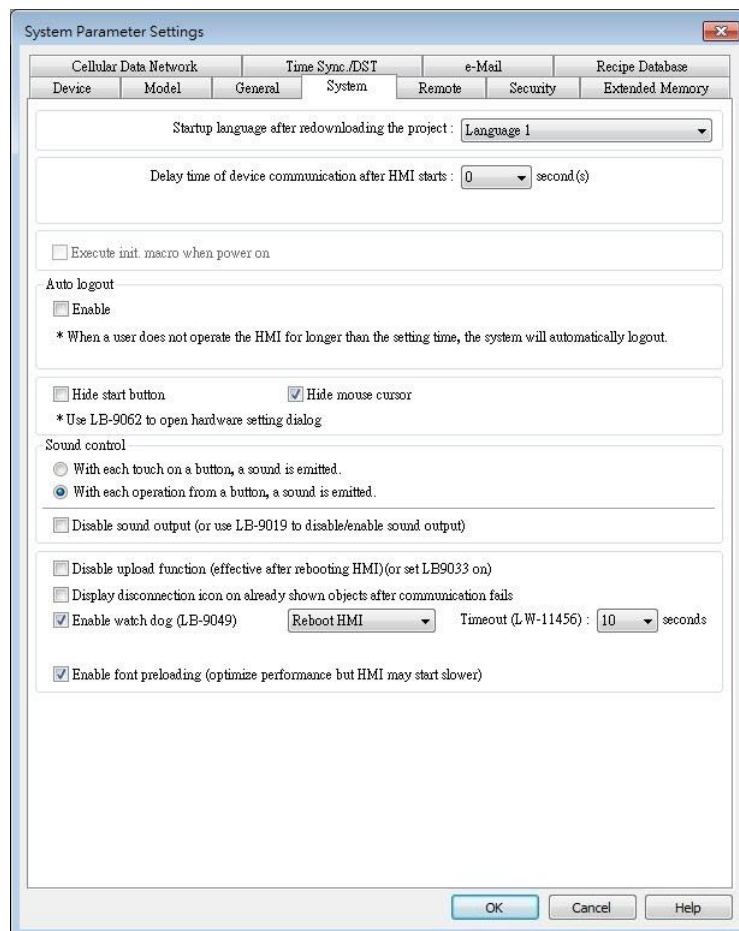 System Parameter Settings
Cellular Data Network Time Sync./DST e-Mail Recipe Database
Device Model General System Remote Security Extended Memory
Startup language after redownloading the project : Language 1
Delay time of device communication after HMI starts : 0 second(s)
Execute init. macro when power on
Auto logout
Enable
* When a user does not operate the HMI for longer than the setting time, the system will automatically logout.
Hide start button Hide mouse cursor
* Use LB-9062 to open hardware setting dialog
Sound control
With each touch on a button, a sound is emitted.
With each operation from a button, a sound is emitted.
Disable sound output (or use LB-9019 to disable/enable sound output)
Disable upload function (effective after rebooting HMI)(or set LB9033 on)
Display disconnection icon on already shown objects after communication fails
Enable watch dog (LB-9049) Reboot HMI Timeout (LW-11456) : 10 seconds
Enable font preloading (optimize performance but HMI may start slower)
OK Cancel Help